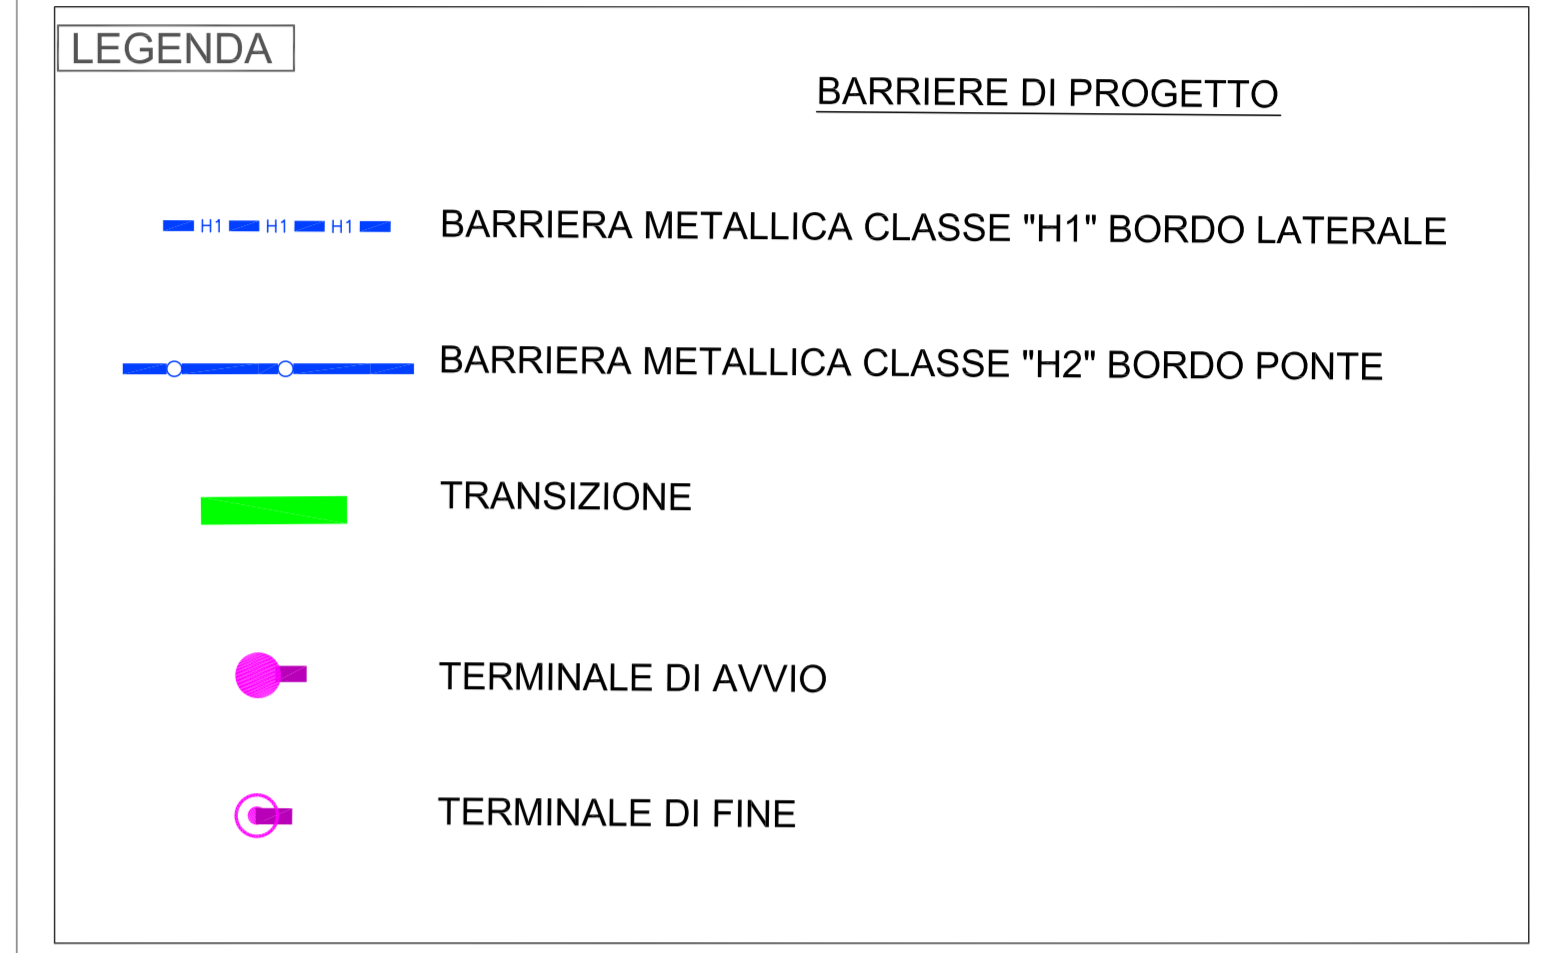 LEGENDA
BARRIERE DI PROGETTO
H1 H1 H1 BARRIERA METALLICA CLASSE "H1" BORDO LATERALE
BARRIERA METALLICA CLASSE "H2" BORDO PONTE
TRANSIZIONE
TERMINALE DI AVVIO
TERMINALE DI FINE